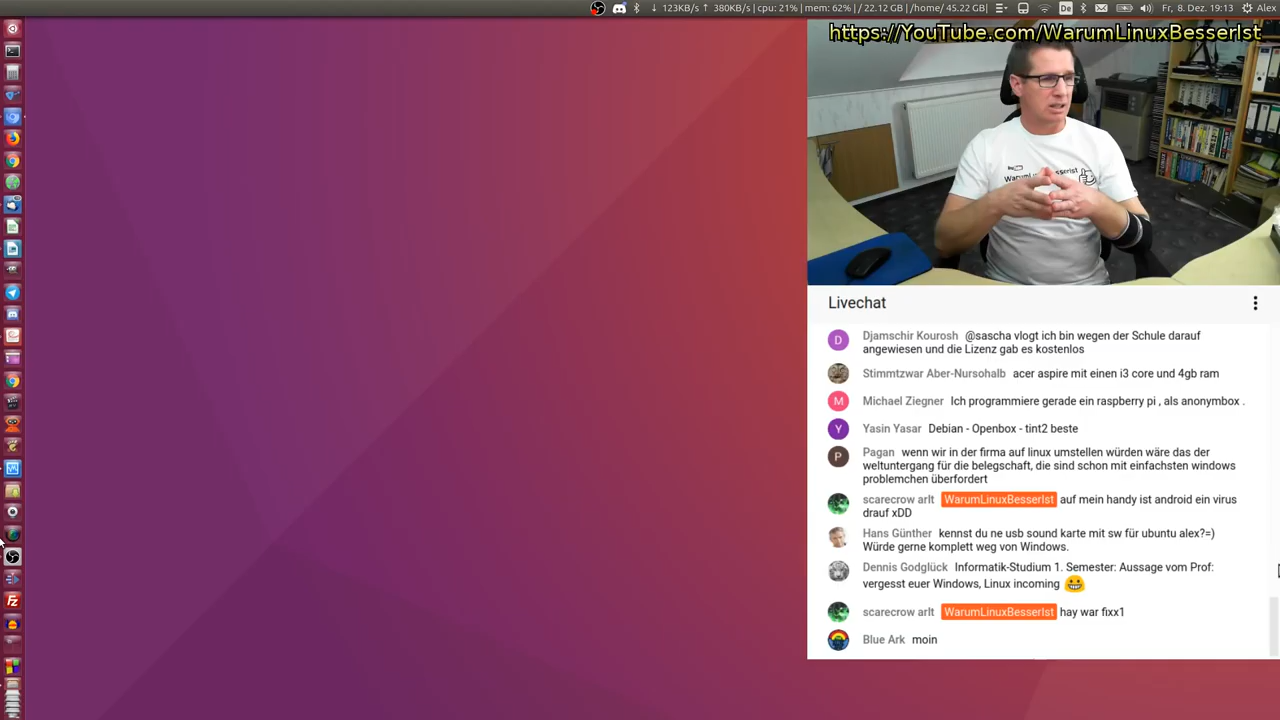 ↓ 123KB/s ↑ 380KB/s | cpu: 21% | mem: 62% | / 22.12 GB | /home/ 45.22 GB | De Fr, 8. Dez, 19:13 Alex
https://YouTube.com/WarumLinuxBesserIst
Livechat
Djamschir Kourosh @sascha vlogt ich bin wegen der Schule darauf
angewiesen und die Lizenz gab es kostenlos
Stimmtzwar Aber-Nursohalb acer aspire mit einen i3 core und 4gb ram
Michael Ziegner Ich programmiere gerade ein raspberry pi , als anonymbox .
Yasin Yasar Debian - Openbox - tint2 beste
Pagan wenn wir in der firma auf linux umstellen würden wäre das der
weltuntergang für die belegschaft, die sind schon mit einfachsten windows
problemchen überfordert
scarecrow arlt WarumLinuxBesserIst auf mein handy ist android ein virus
drauf xDD
Hans Günther kennst du ne usb sound karte mit sw für ubuntu alex?=)
Würde gerne komplett weg von Windows.
Dennis Godglück Informatik-Studium 1. Semester: Aussage vom Prof:
vergesst euer Windows, Linux incoming
scarecrow arlt WarumLinuxBesserIst hay war fixx1
Blue Ark moin
D
M
Y
P